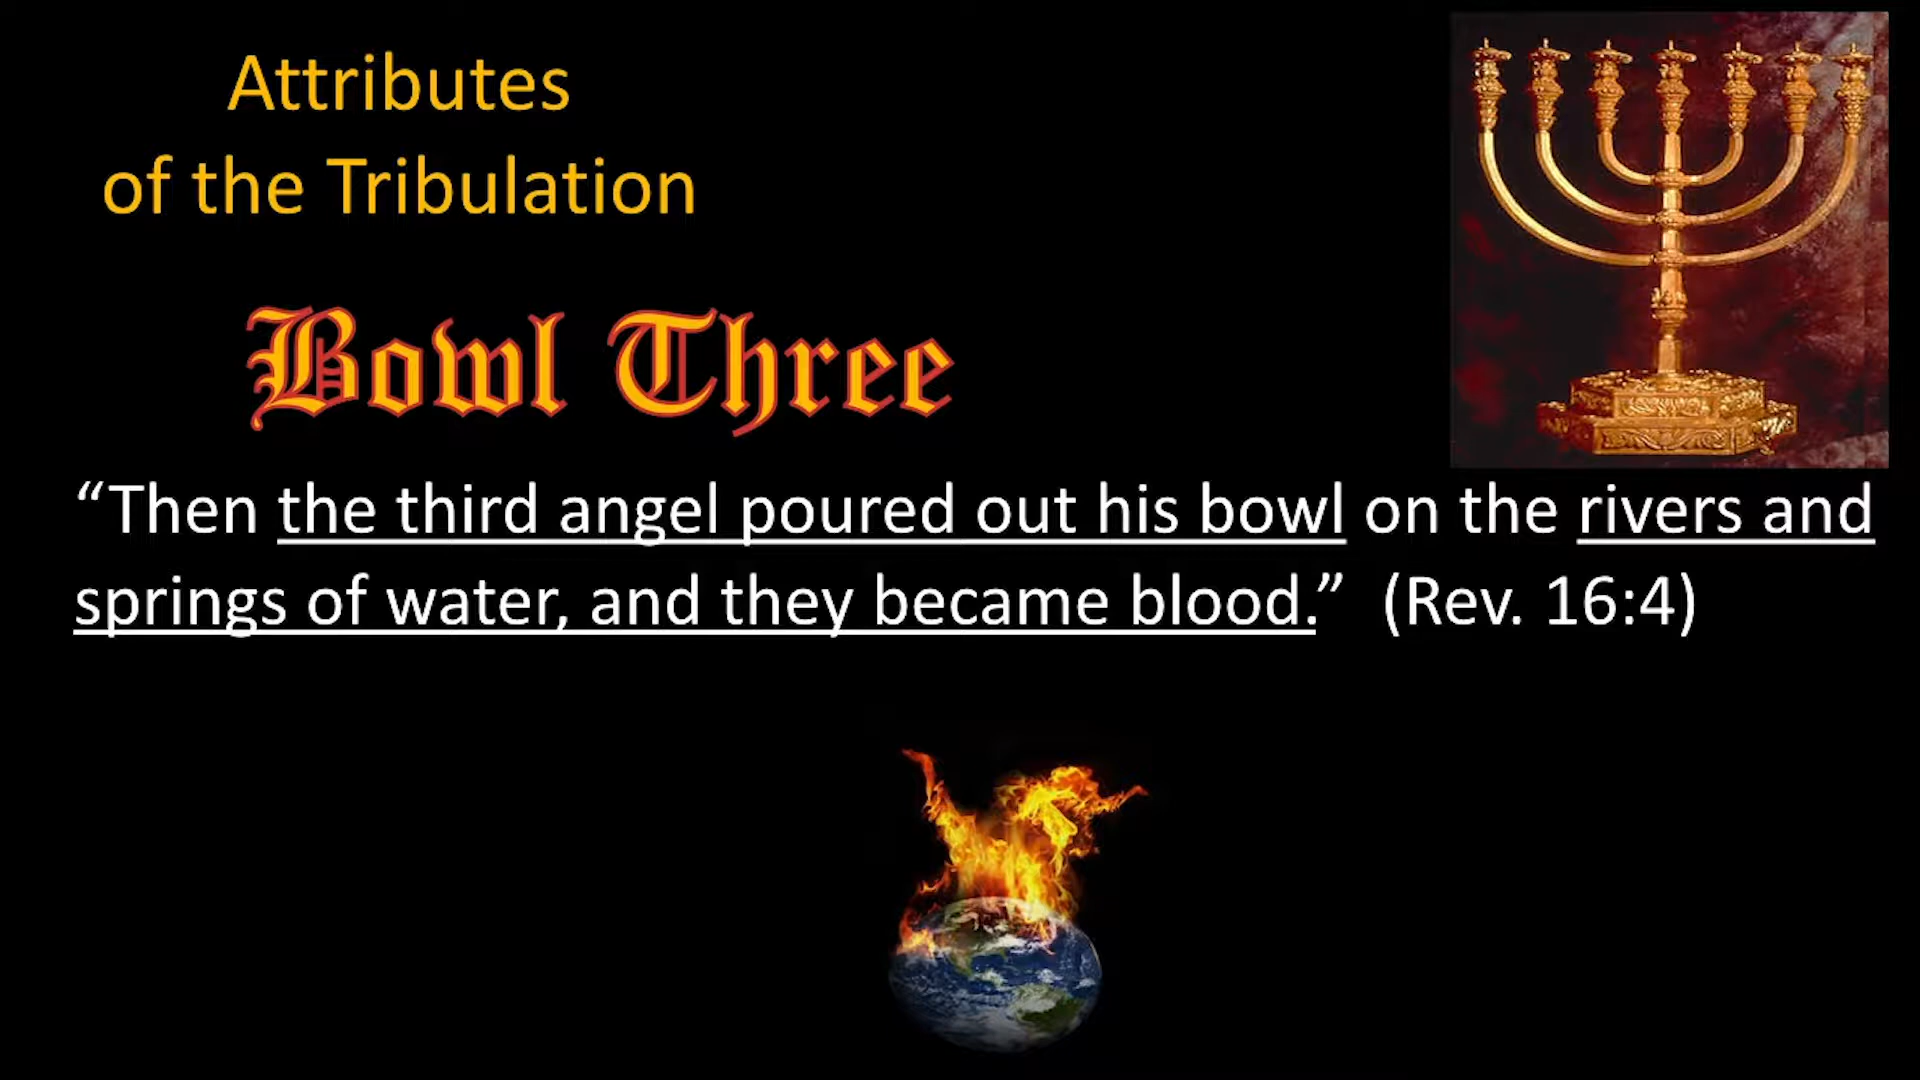 Attributes
of the Tribulation
Bowl Three
“Then the third angel poured out his bowl on the rivers and
springs of water, and they became blood.” (Rev. 16:4)